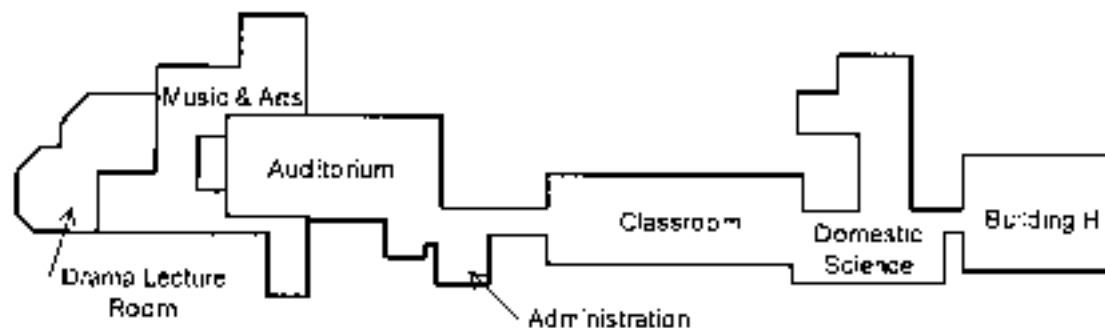 Music & Arts
Auditorium
Classroom
Domestic
Science
Building H
Drama Lecture
Room
Administration